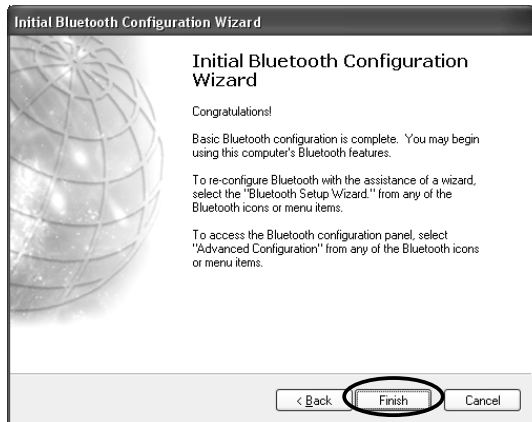 Initial Bluetooth Configuration Wizard
Initial Bluetooth Configuration
Wizard
Congratulations!
Basic Bluetooth configuration is complete.  You may begin
using this computer's Bluetooth features.
To re-configure Bluetooth with the assistance of a wizard,
select the "Bluetooth Setup Wizard." from any of the
Bluetooth icons or menu items.
To access the Bluetooth configuration panel, select
"Advanced Configuration" from any of the Bluetooth icons
or menu items.
< Back Finish Cancel